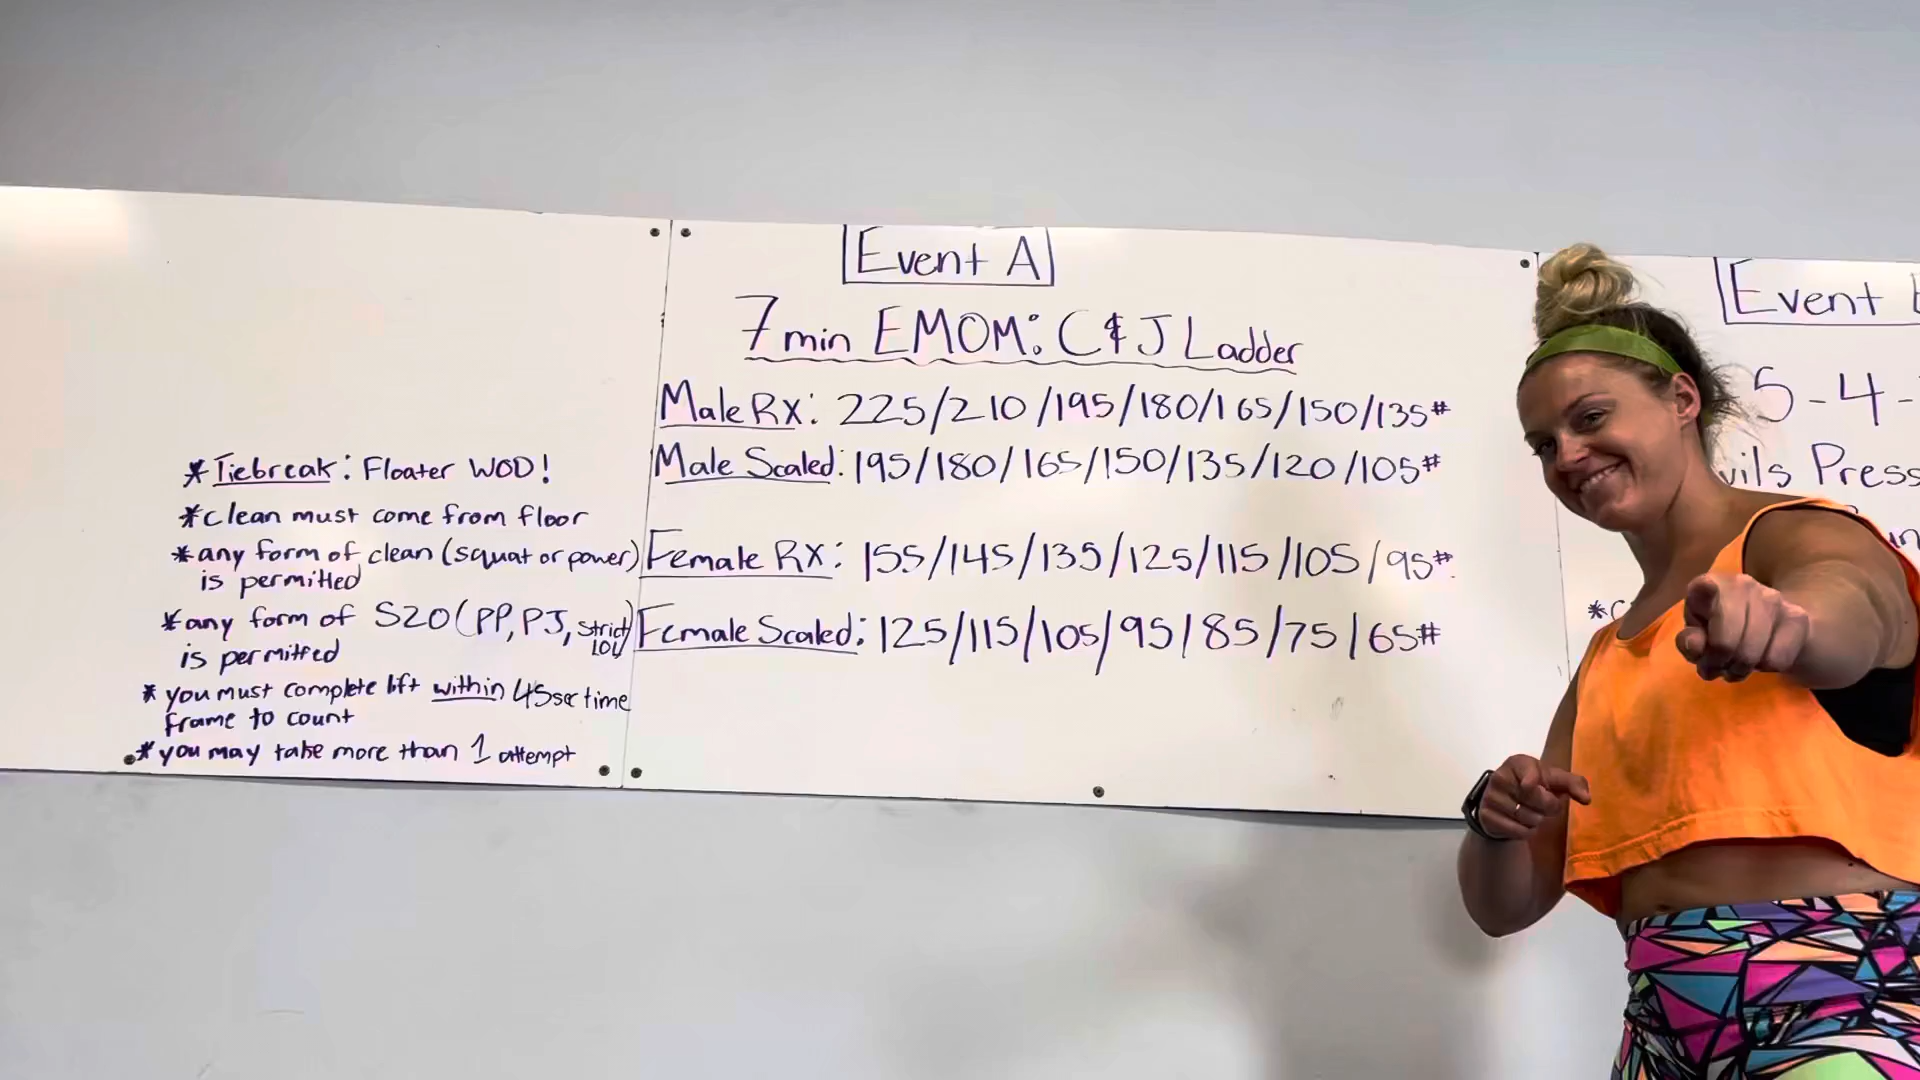 Event A
7 min EMOM: C & J Ladder
Male Rx: 225/210/195/180/165/150/135#
Male Scaled: 195/180/165/150/135/120/105#
Female RX: 155/145/135/125/115/105/95#
Female Scaled: 125/115/105/95/85/75/65#
* Tiebreak: Floater WOD!
* clean must come from floor
* any form of clean (squat or power)
is permitted
* any form of S2O (PP, PJ, strict
is permitted
* you must complete lift within 45sec time
frame to count
* you may take more than 1 attempt
Event
5-4-
Press